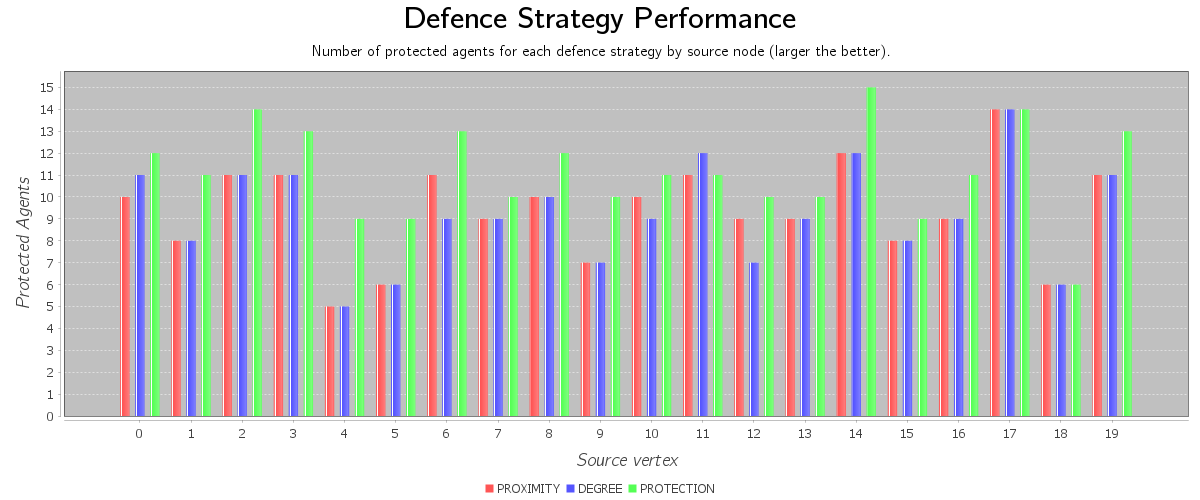 Defence Strategy Performance
Number of protected agents for each defence strategy by source node (larger the better).
Protected Agents
15
14
13
12
11
10
9
8
7
6
5
4
3
2
1
0
0 1 2 3 4 5 6 7 8 9 10 11 12 13 14 15 16 17 18 19
Source vertex
PROXIMITY DEGREE PROTECTION